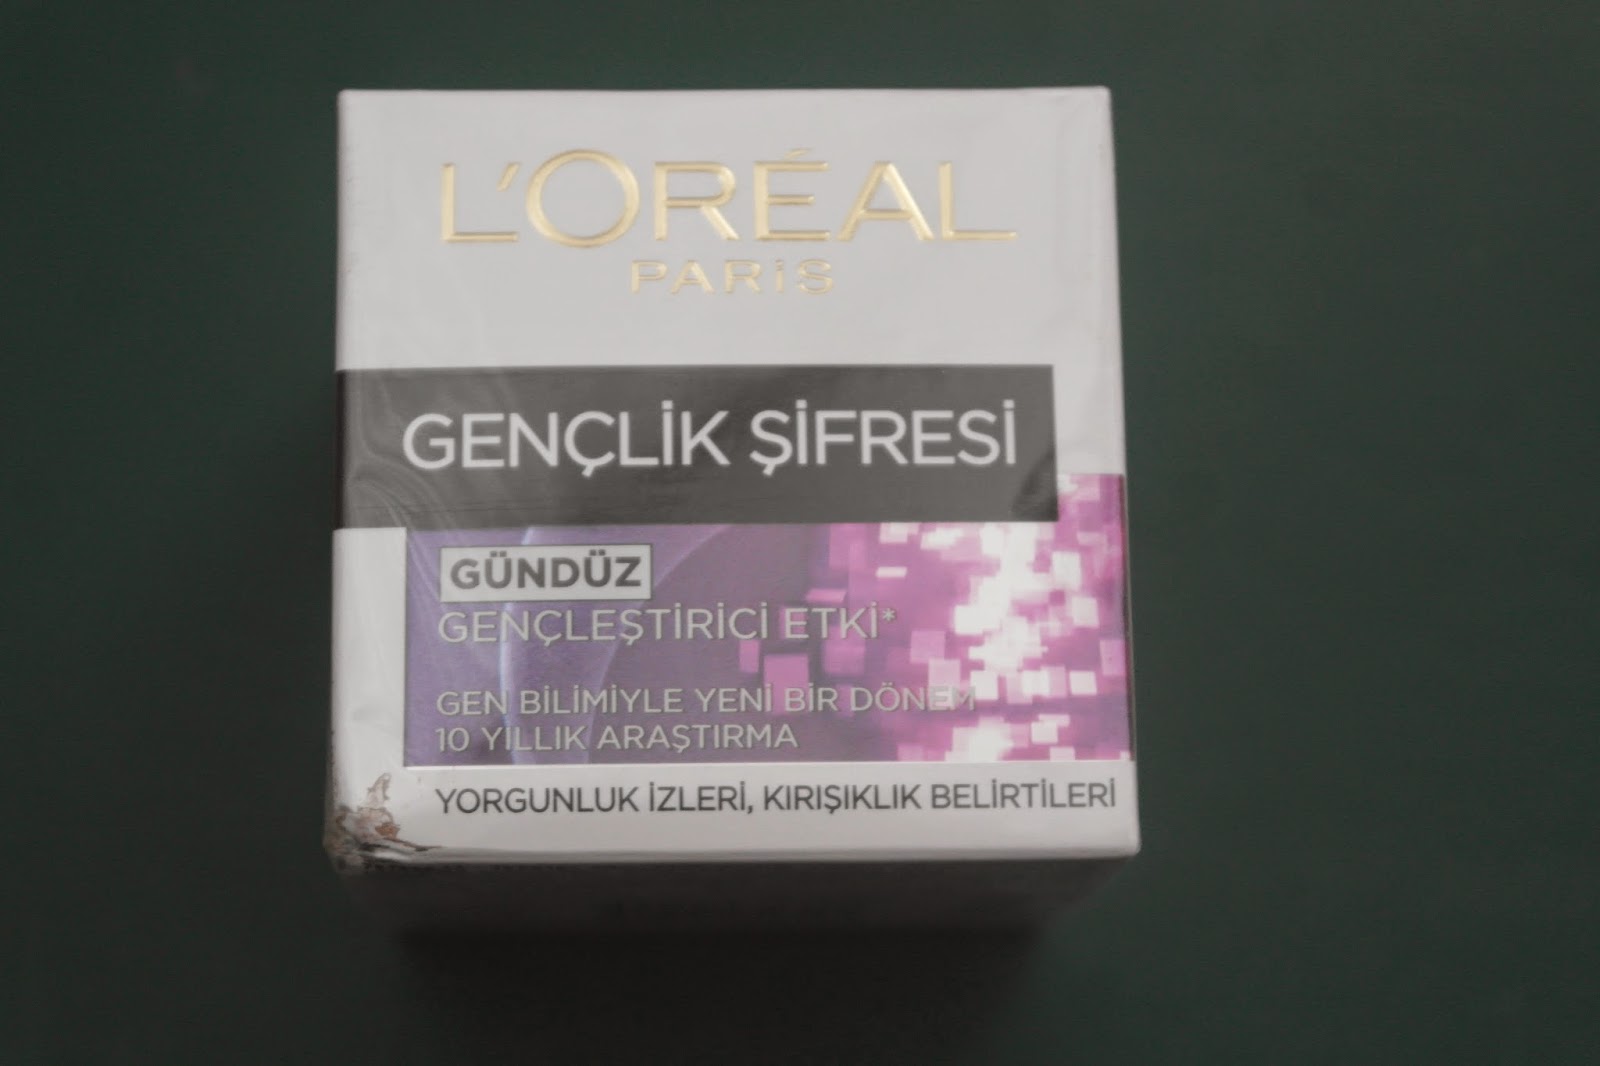 L'ORÉAL
PARiS
GENÇLİK ŞİFRESİ
GÜNDÜZ
GENÇLEŞTİRİCİ ETKİ*
GEN BİLİMİYLE YENİ BİR DÖNEM
10 YILLIK ARAŞTIRMA
YORGUNLUK İZLERİ, KIRIŞIKLIK BELİRTİLERİ